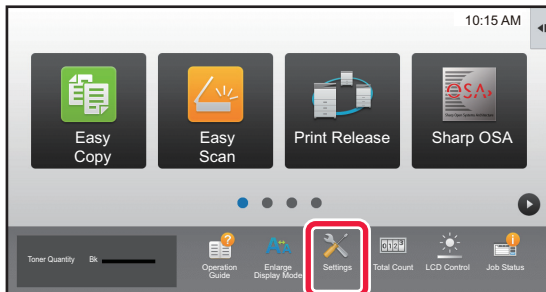 10:15 AM
Easy
Copy
Easy
Scan
Print Release
OSA
Sharp OSA
Toner Quantity Bk
Operation
Guide
Enlarge
Display Mode
Settings
Total Count
LCD Control
Job Status